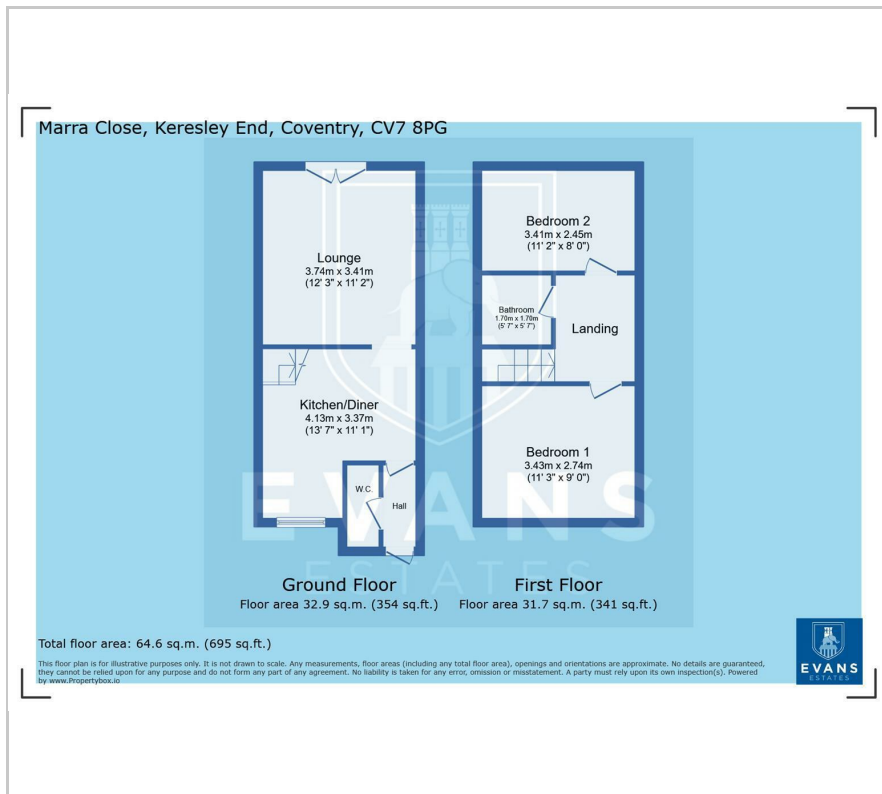 Marra Close, Keresley End, Coventry, CV7 8PG
Lounge
3.74m x 3.41m
(12' 3" x 11' 2")
Kitchen/Diner
4.13m x 3.37m
(13' 7" x 11' 1")
W.C.
Hall
Bedroom 2
3.41m x 2.45m
(11' 2" x 8' 0")
Bathroom
1.70m x 1.70m
(5' 7" x 5' 7")
Landing
Bedroom 1
3.43m x 2.74m
(11' 3" x 9' 0")
EVANS
ESTATES
Ground Floor
Floor area 32.9 sq.m. (354 sq.ft.)
First Floor
Floor area 31.7 sq.m. (341 sq.ft.)
Total floor area: 64.6 sq.m. (695 sq.ft.)
This floor plan is for illustrative purposes only. It is not drawn to scale. Any measurements, floor areas (including any total floor area), openings and orientations are approximate. No details are guaranteed,
they cannot be relied upon for any purpose and do not form any part of any agreement. No liability is taken for any error, omission or misstatement. A party must rely upon its own inspection(s). Powered
by www.Propertybox.io
EVANS
ESTATES